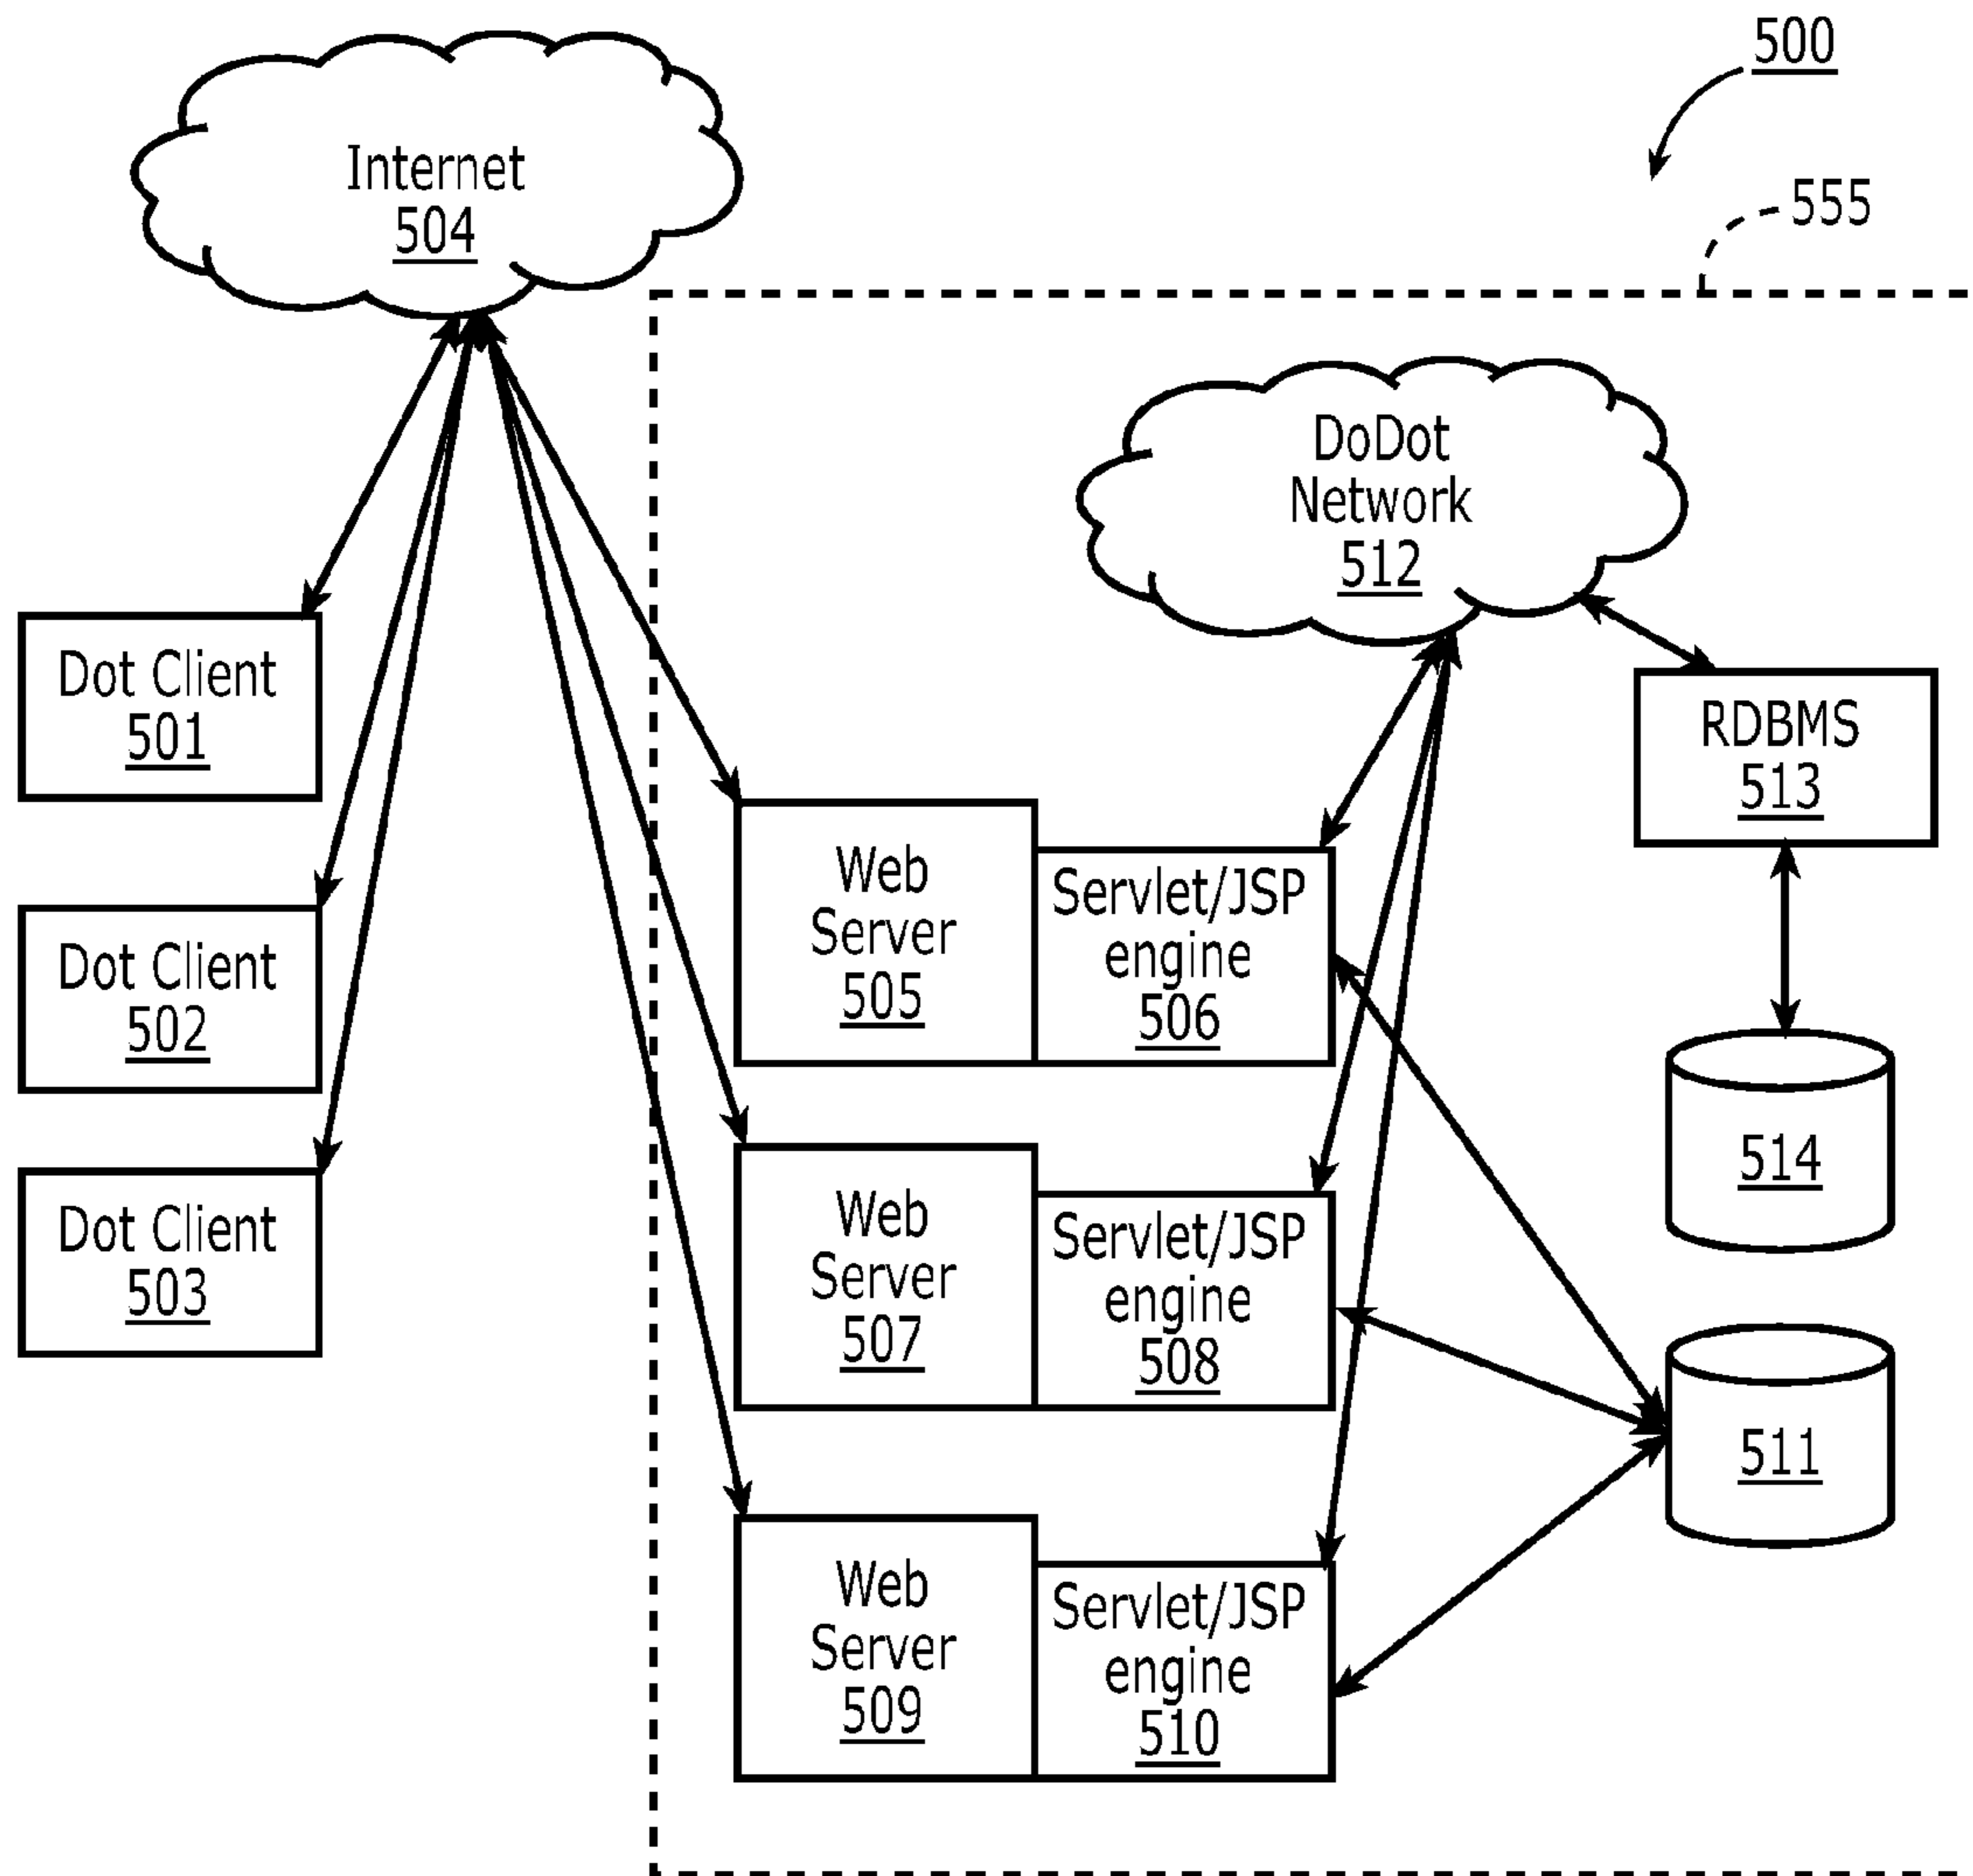 500
Internet
504
555
DoDot
Network
512
Dot Client
501
RDBMS
513
Web
Server
505
Servlet/JSP
engine
506
Dot Client
502
514
Dot Client
503
Web
Server
507
Servlet/JSP
engine
508
511
Web
Server
509
Servlet/JSP
engine
510